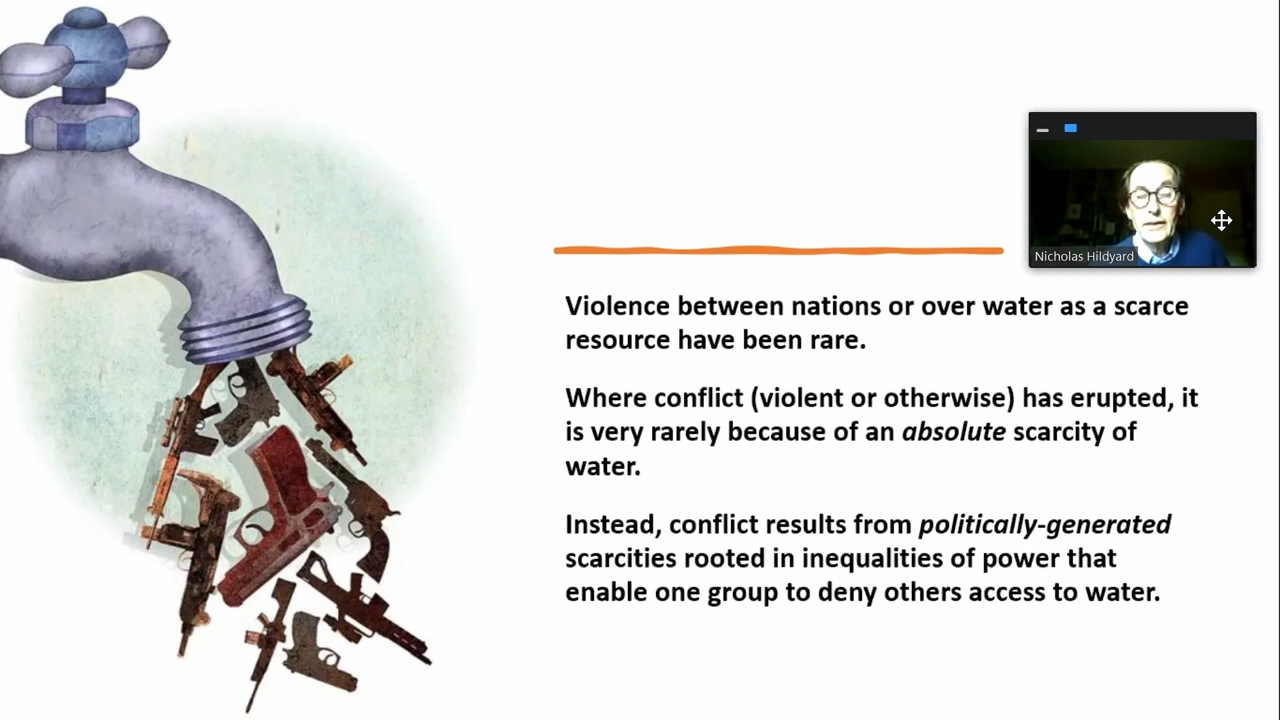 Nicholas Hildyard
Violence between nations or over water as a scarce
resource have been rare.
Where conflict (violent or otherwise) has erupted, it
is very rarely because of an absolute scarcity of
water.
Instead, conflict results from politically-generated
scarcities rooted in inequalities of power that
enable one group to deny others access to water.